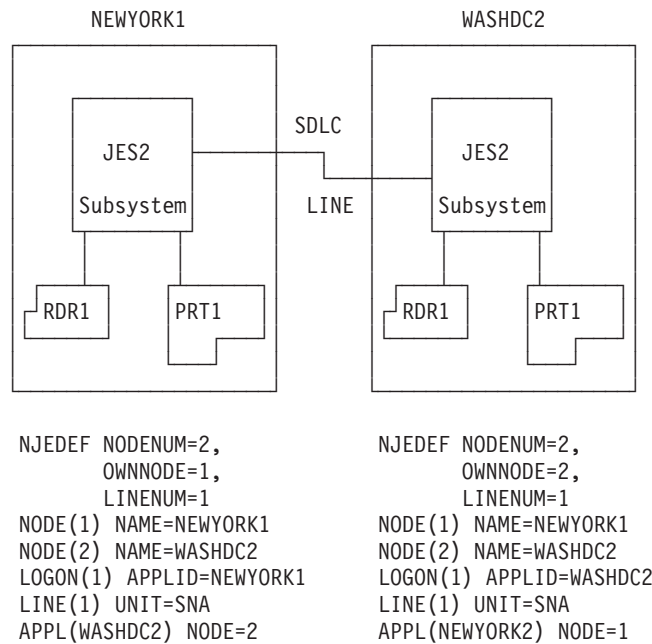 NEWYORK1 WASHDC2
SDLC
JES2 JES2
Subsystem LINE Subsystem
RDR1 PRT1 RDR1 PRT1
NJEDEF NODENUM=2,
OWNNODE=1,
LINENUM=1
NODE(1) NAME=NEWYORK1
NODE(2) NAME=WASHDC2
LOGON(1) APPLID=NEWYORK1
LINE(1) UNIT=SNA
APPL(WASHDC2) NODE=2
NJEDEF NODENUM=2,
OWNNODE=2,
LINENUM=1
NODE(1) NAME=NEWYORK1
NODE(2) NAME=WASHDC2
LOGON(1) APPLID=WASHDC2
LINE(1) UNIT=SNA
APPL(NEWYORK2) NODE=1